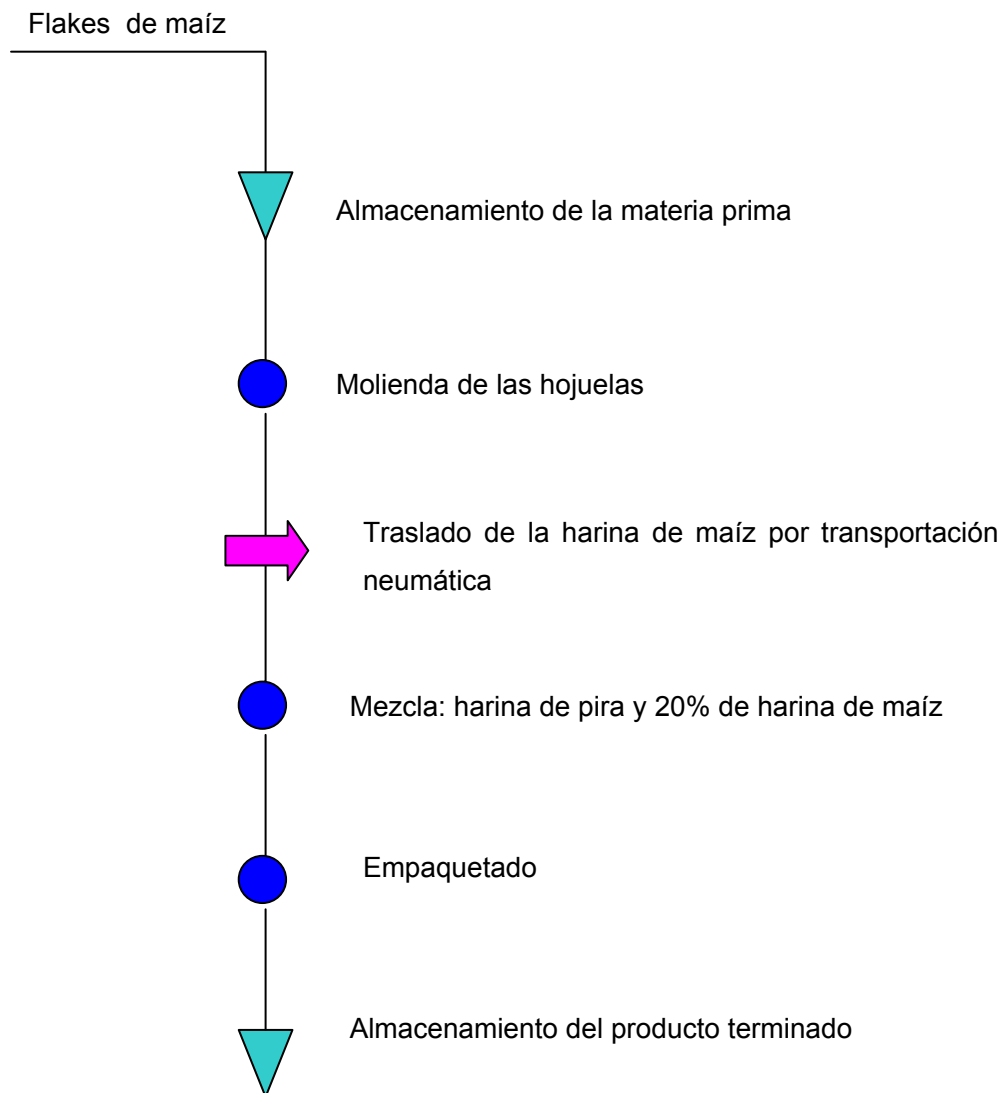 Flakes de maíz
Almacenamiento de la materia prima
Molienda de las hojuelas
Traslado de la harina de maíz por transportación
neumática
Mezcla: harina de pira y 20% de harina de maíz
Empaquetado
Almacenamiento del producto terminado